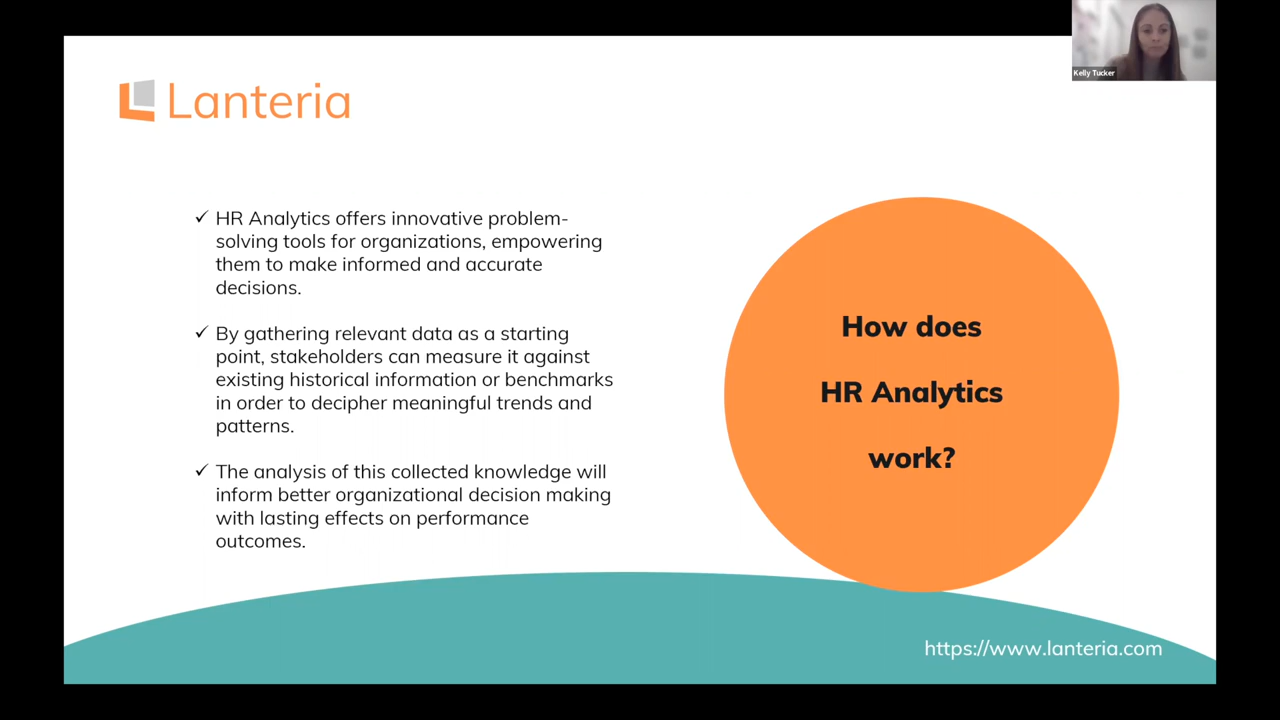 Kelly Tucker
Lanteria
✓ HR Analytics offers innovative problem-
solving tools for organizations, empowering
them to make informed and accurate
decisions.
✓ By gathering relevant data as a starting
point, stakeholders can measure it against
existing historical information or benchmarks
in order to decipher meaningful trends and
patterns.
✓ The analysis of this collected knowledge will
inform better organizational decision making
with lasting effects on performance
outcomes.
How does
HR Analytics
work?
https://www.lanteria.com